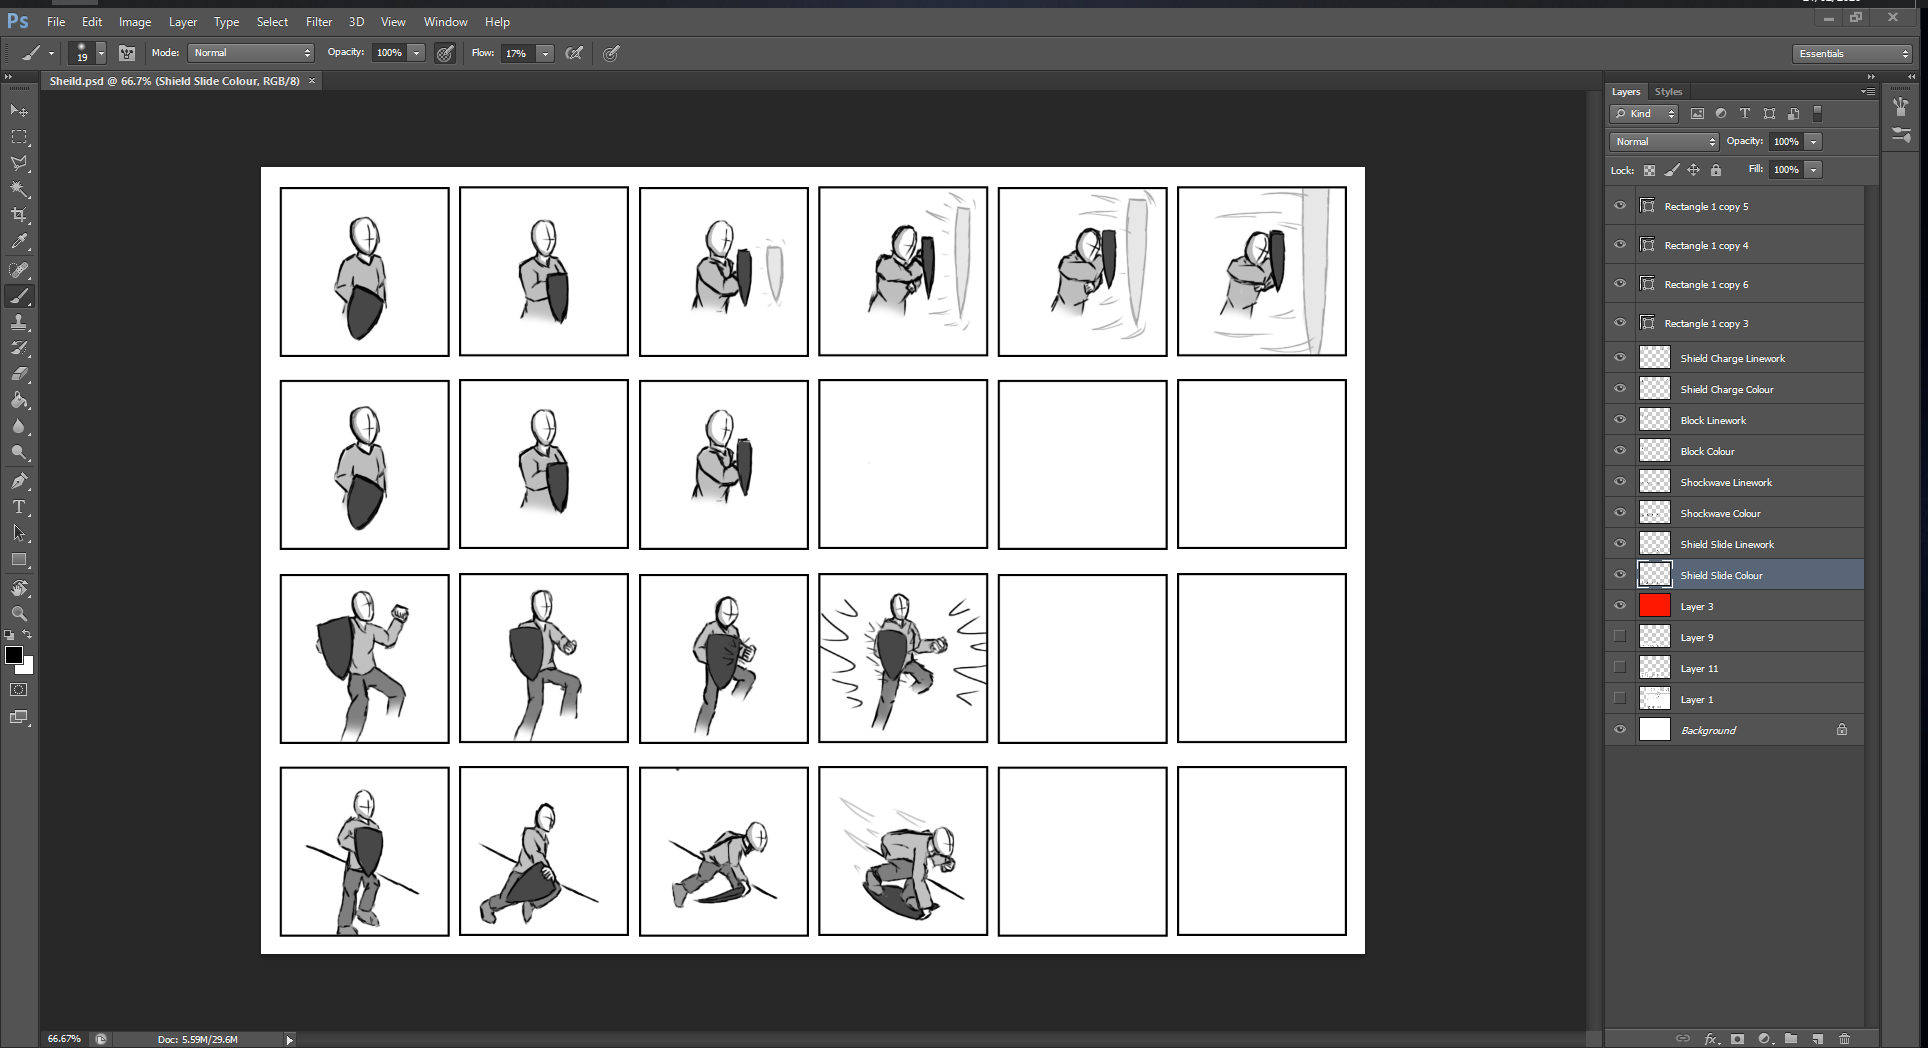 Ps File Edit Image Layer Type Select Filter 3D View Window Help
19 Mode: Normal Opacity: 100% Flow: 17% Essentials
Sheild.psd @ 66.7% (Shield Slide Colour, RGB/8) ×
Layers Styles
Kind
Normal Opacity: 100%
Lock: Fill: 100%
Rectangle 1 copy 5
Rectangle 1 copy 4
Rectangle 1 copy 6
Rectangle 1 copy 3
Shield Charge Linework
Shield Charge Colour
Block Linework
Block Colour
Shockwave Linework
Shockwave Colour
Shield Slide Linework
Shield Slide Colour
Layer 3
Layer 9
Layer 11
Layer 1
Background
66.67% Doc: 5.59M/29.6M
fx